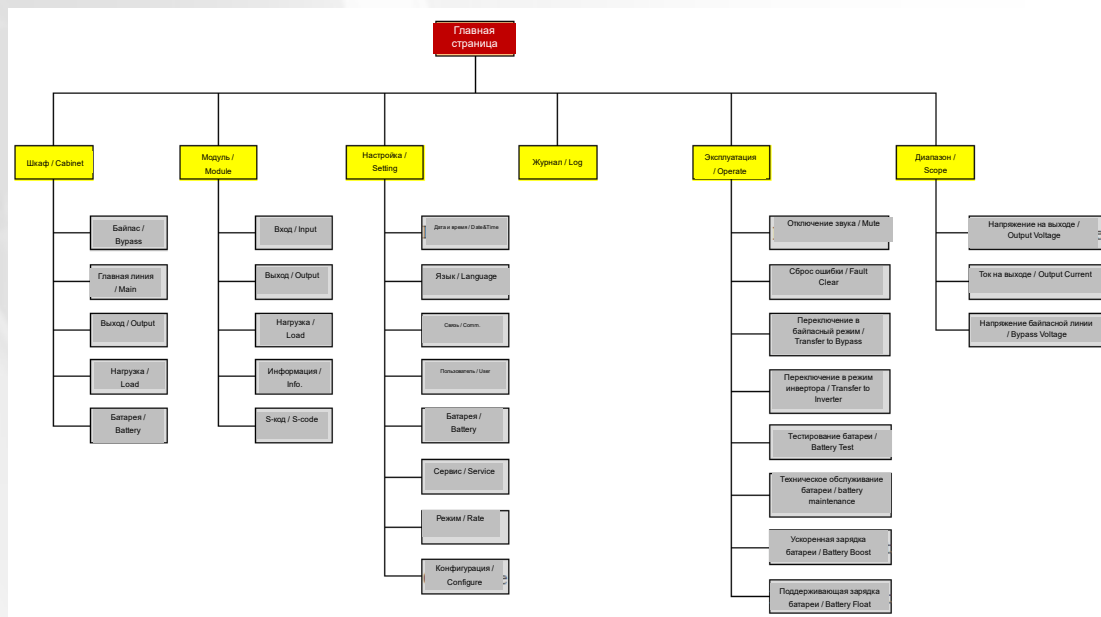 Главная
страница
Шкаф / Cabinet
Байпас /
Bypass
Главная линия
/ Main
Выход / Output
Нагрузка /
Load
Батарея /
Battery
Модуль /
Module
Вход / Input
Выход / Output
Нагрузка /
Load
Информация /
Info.
S-код / S-code
Настройка /
Setting
Дата и время / Date&Time
Язык / Language
Связь / Comm.
Пользователь / User
Батарея /
Battery
Сервис / Service
Режим / Rate
Конфигурация /
Configure
Журнал / Log
Эксплуатация
/ Operate
Отключение звука / Mute
Сброс ошибки / Fault
Clear
Переключение в
байпасный режим /
Transfer to Bypass
Переключение в режим
инвертора / Transfer to
Inverter
Тестирование батареи /
Battery Test
Техническое обслуживание
батареи / battery
maintenance
Ускоренная зарядка
батареи / Battery Boost
Поддерживающая зарядка
батареи / Battery Float
Диапазон /
Scope
Напряжение на выходе /
Output Voltage
Ток на выходе / Output Current
Напряжение байпасной линии
/ Bypass Voltage